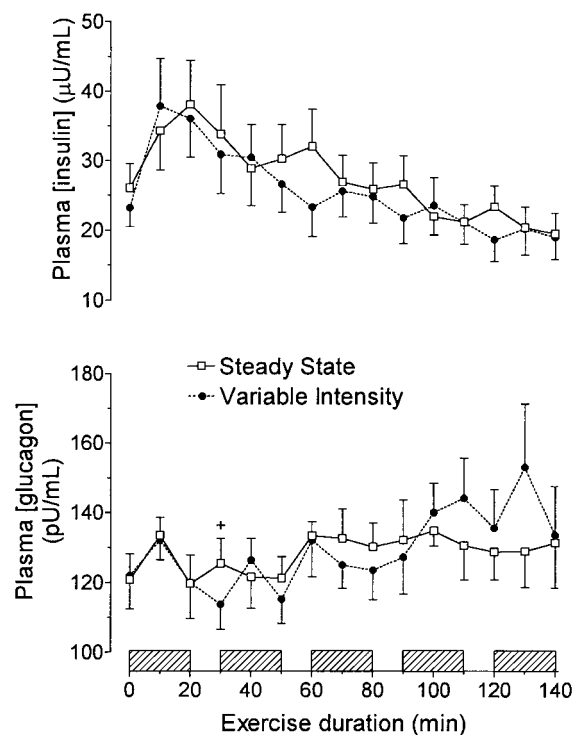 50
40
30
20
10
Plasma [insulin] (μU/mL)
Steady State
Variable Intensity
180
160
140
120
100
Plasma [glucagon]
(pU/mL)
+
0 20 40 60 80 100 120 140
Exercise duration (min)